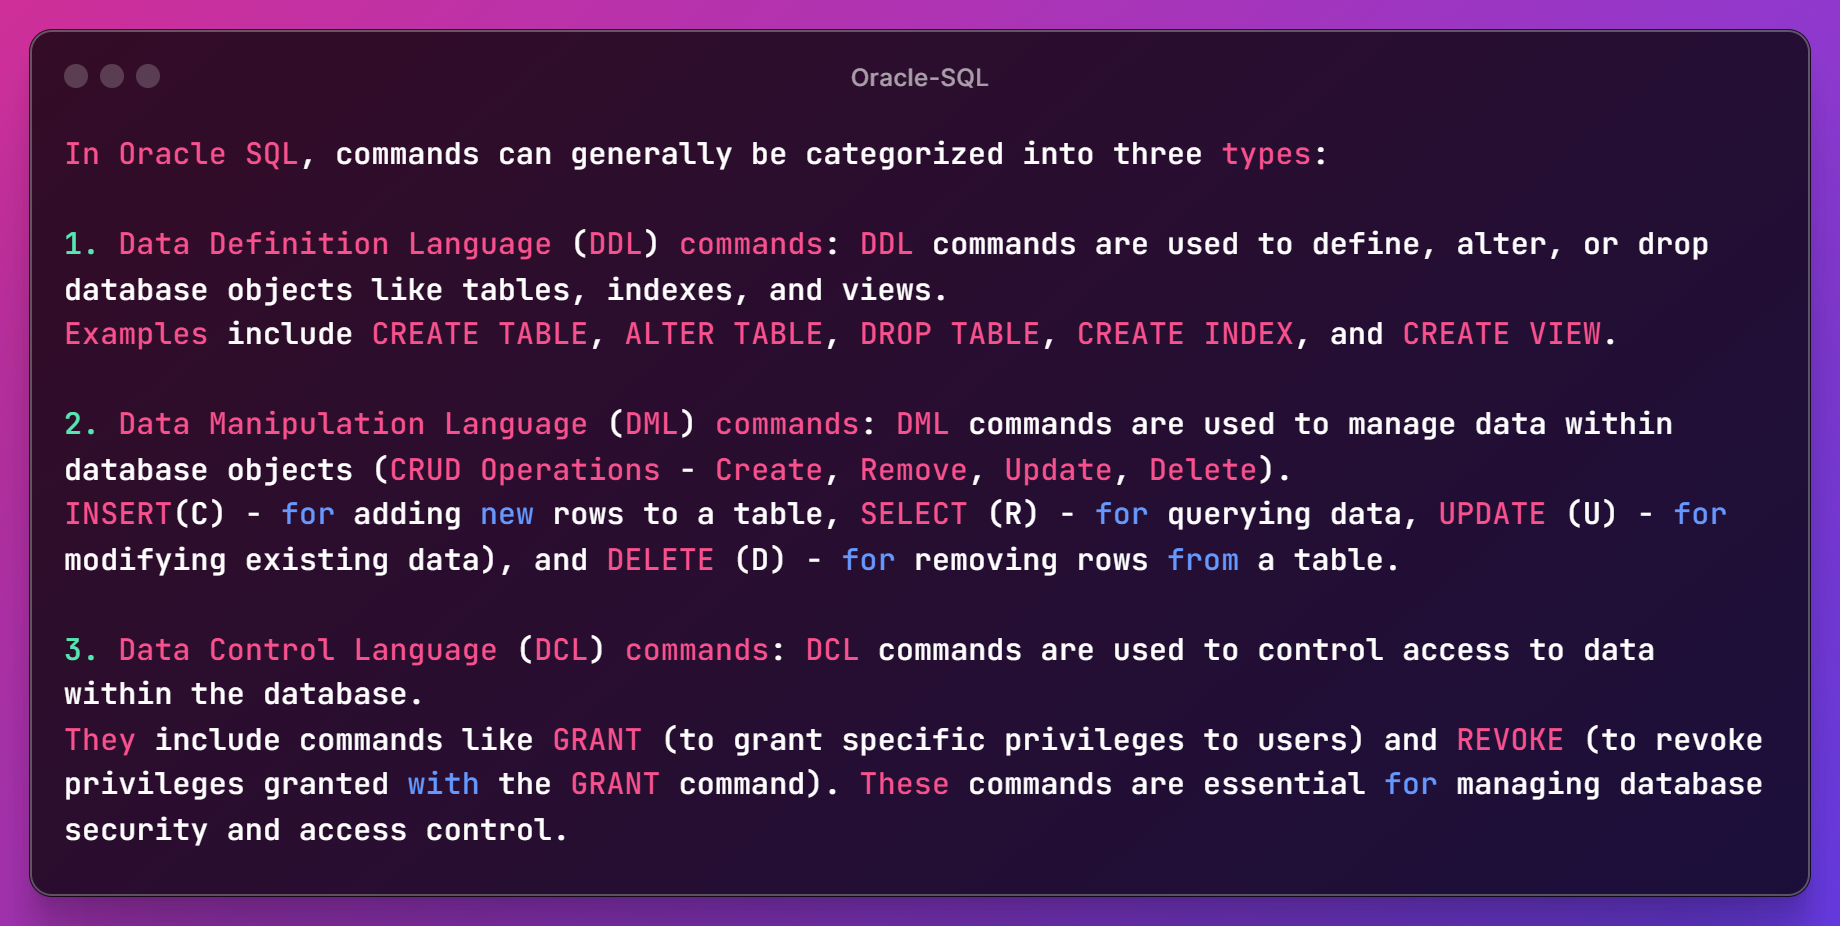 Oracle-SQL
In Oracle SQL, commands can generally be categorized into three types:
1. Data Definition Language (DDL) commands: DDL commands are used to define, alter, or drop
database objects like tables, indexes, and views.
Examples include CREATE TABLE, ALTER TABLE, DROP TABLE, CREATE INDEX, and CREATE VIEW.
2. Data Manipulation Language (DML) commands: DML commands are used to manage data within
database objects (CRUD Operations - Create, Remove, Update, Delete).
INSERT(C) - for adding new rows to a table, SELECT (R) - for querying data, UPDATE (U) - for
modifying existing data), and DELETE (D) - for removing rows from a table.
3. Data Control Language (DCL) commands: DCL commands are used to control access to data
within the database.
They include commands like GRANT (to grant specific privileges to users) and REVOKE (to revoke
privileges granted with the GRANT command). These commands are essential for managing database
security and access control.